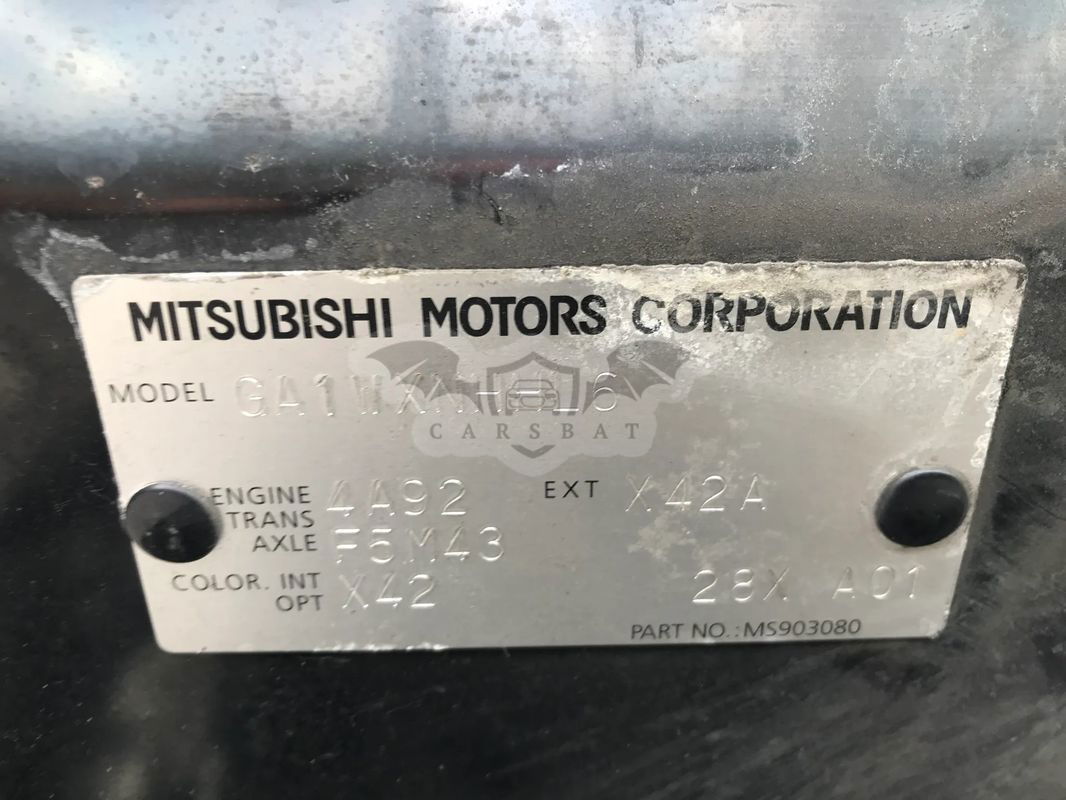 MITSUBISHI MOTORS CORPORATION
MODEL GA1WXNHHL6
CARSBAT
ENGINE 4A92 EXT X42A
TRANS
AXLE F5M43
COLOR. INT X42 28X A01
OPT
PART NO.:MS903080